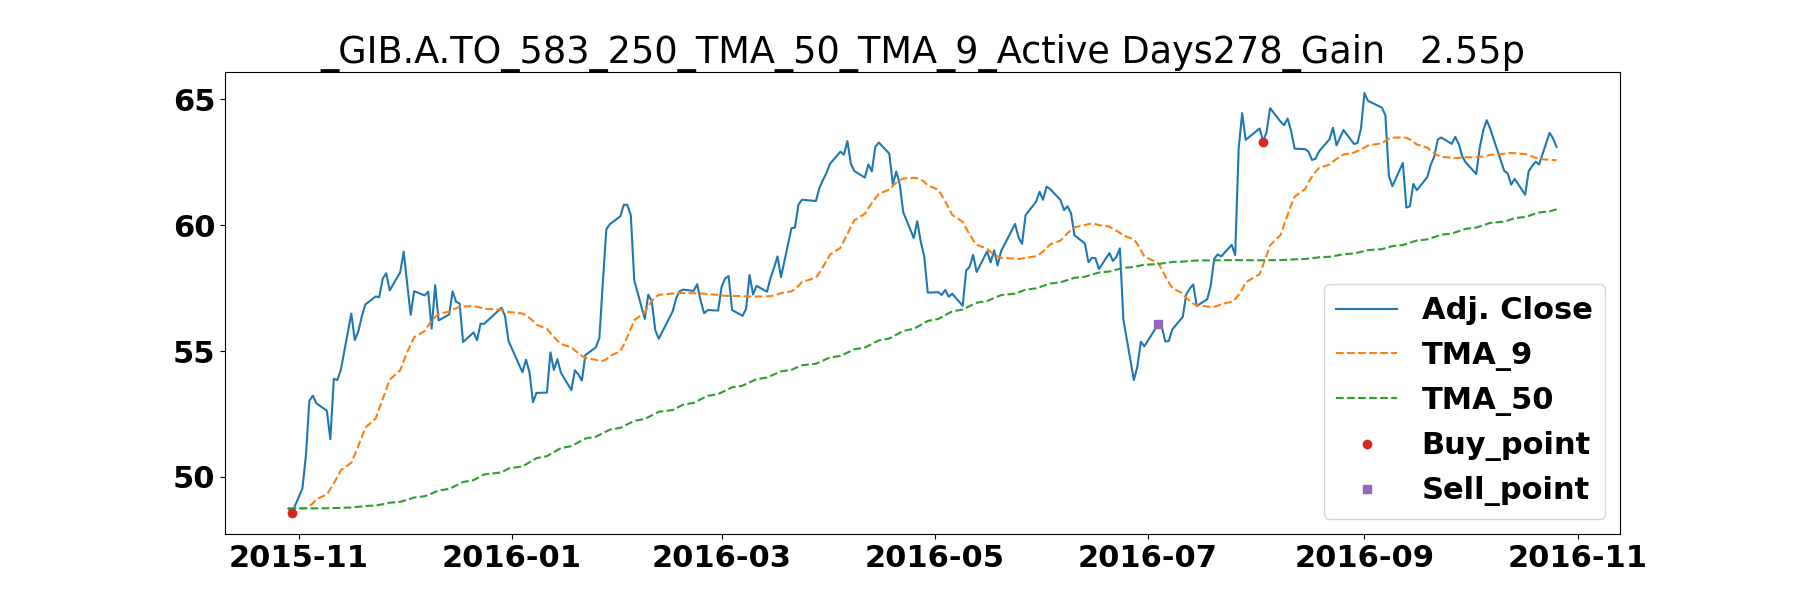 _GIB.A.TO_583_250_TMA_50_TMA_9_Active Days278_Gain   2.55p
65
60
55
50
Adj. Close
TMA_9
TMA_50
Buy_point
Sell_point
2015-11 2016-01 2016-03 2016-05 2016-07 2016-09 2016-11